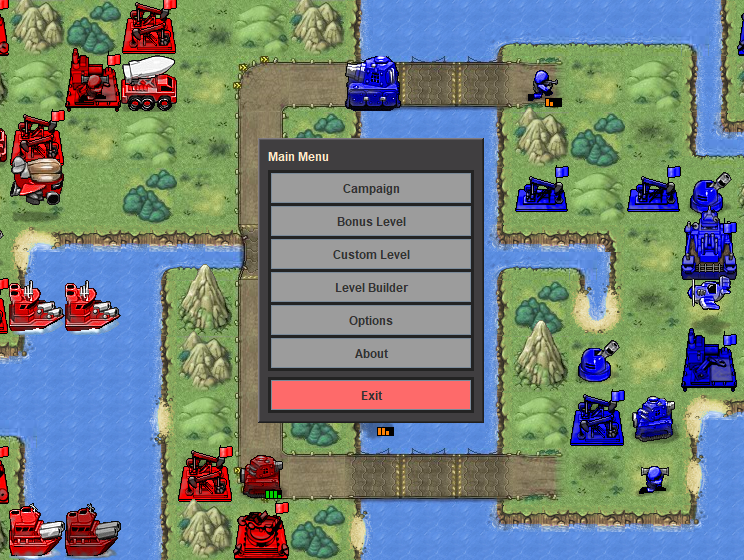 Main Menu
Campaign
Bonus Level
Custom Level
Level Builder
Options
About
Exit